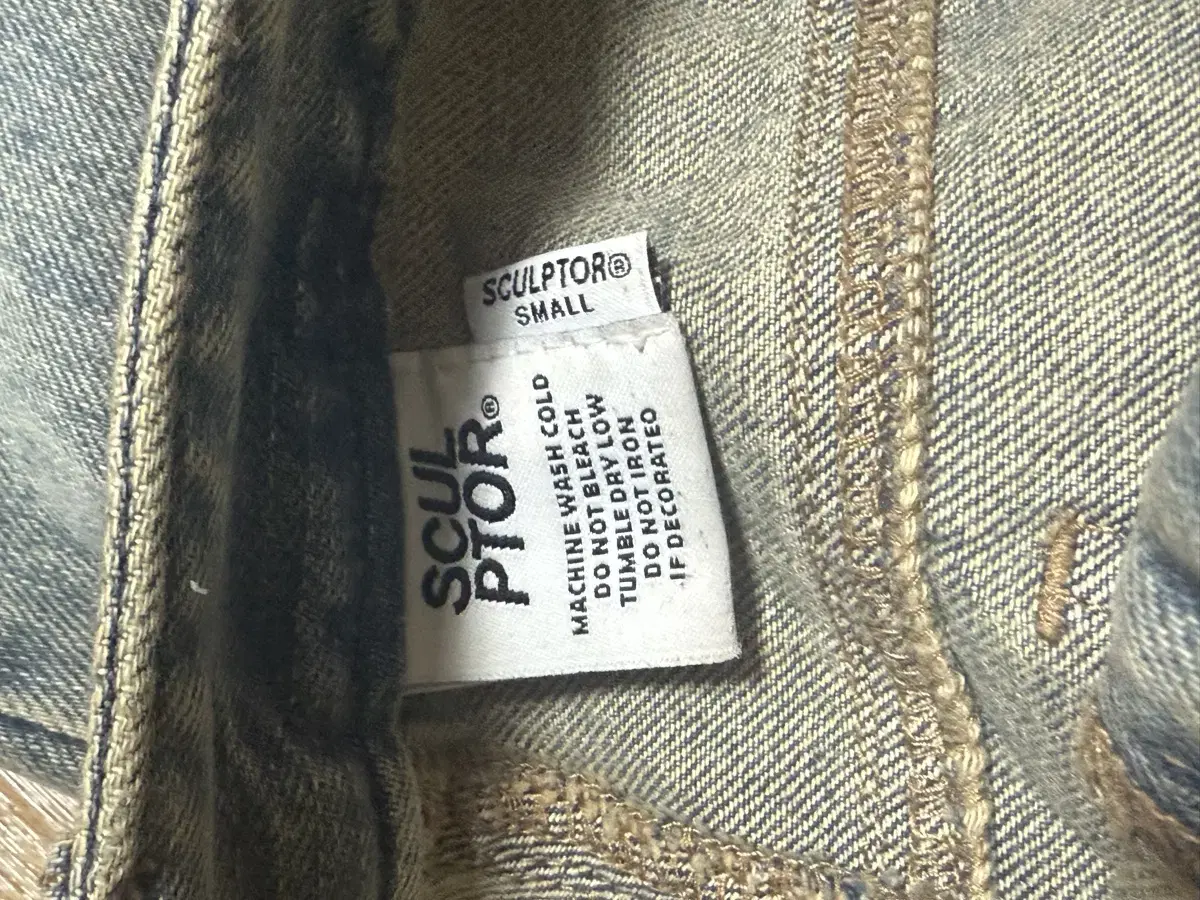 SCULPTOR®
SMALL
SCUL
PTOR®
MACHINE WASH COLD
DO NOT BLEACH
TUMBLE DRY LOW
DO NOT IRON
IF DECORATED